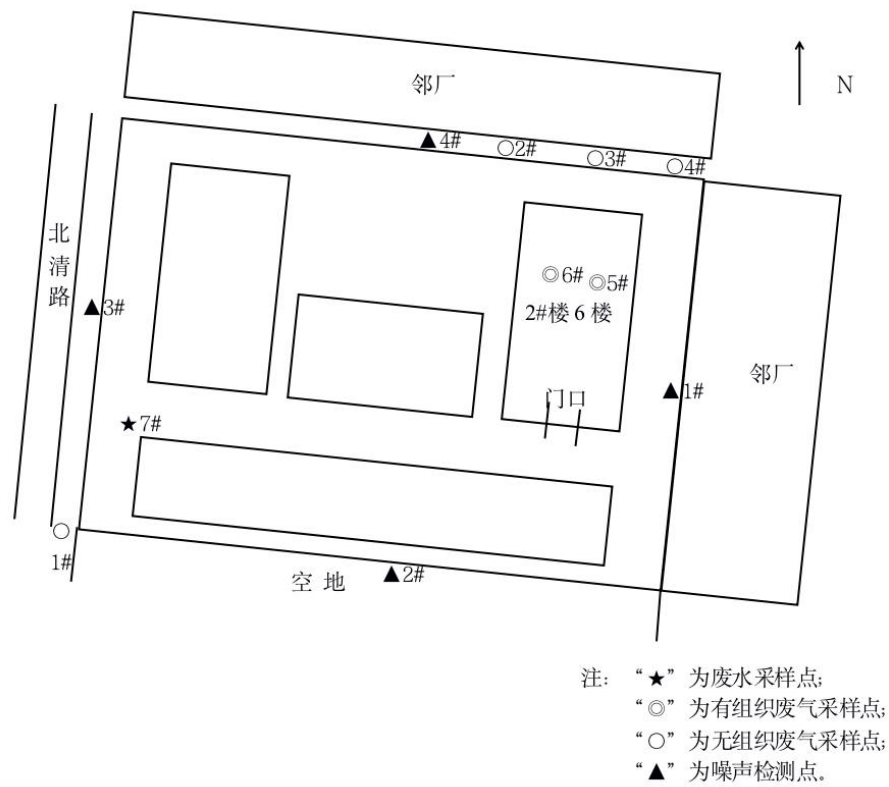 邻厂
N
▲4#
○2#
○3#
○4#
北清路
◎6#
◎5#
2#楼6楼
▲3#
邻厂
▲1#
门口
★7#
○
1#
▲2#
空 地
注: “★”为废水采样点;
“◎”为有组织废气采样点;
“○”为无组织废气采样点;
“▲”为噪声检测点。